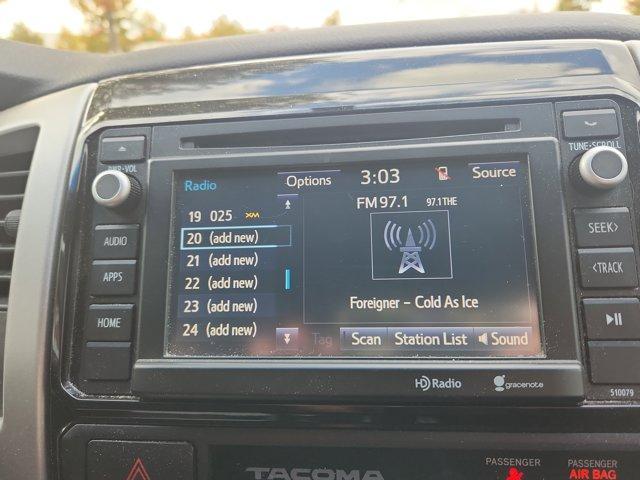 PWR•VOL
TUNE•SCROLL
Radio
Options
3:03
Source
19 025
FM 97.1 97.1THE
20 (add new)
21 (add new)
22 (add new)
23 (add new)
24 (add new)
Foreigner - Cold As Ice
Tag
Scan
Station List
Sound
AUDIO
APPS
HOME
SEEK>
<TRACK
HD Radio
gracenote
510079
TACOMA
PASSENGER
PASSENGER
AIR BAG